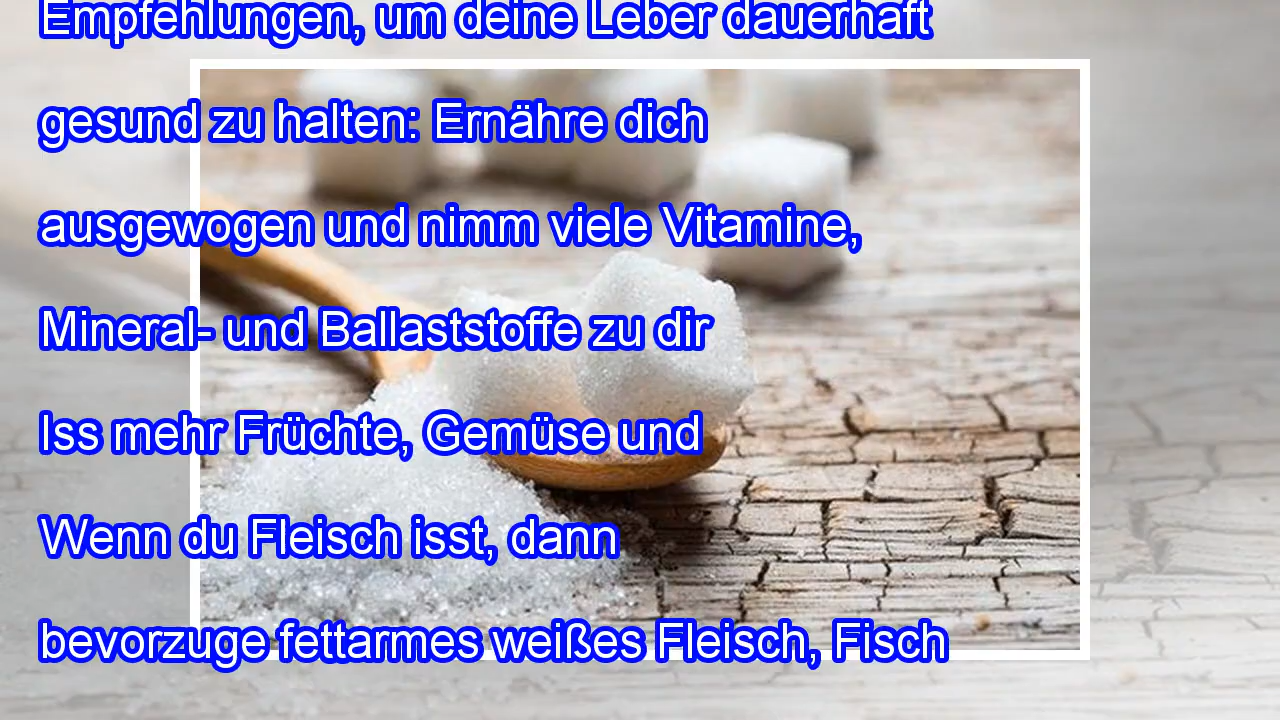 Empfehlungen, um deine Leber dauerhaft
gesund zu halten: Ernähre dich
ausgewogen und nimm viele Vitamine,
Mineral- und Ballaststoffe zu dir
Iss mehr Früchte, Gemüse und
Wenn du Fleisch isst, dann
bevorzuge fettarmes weißes Fleisch, Fisch